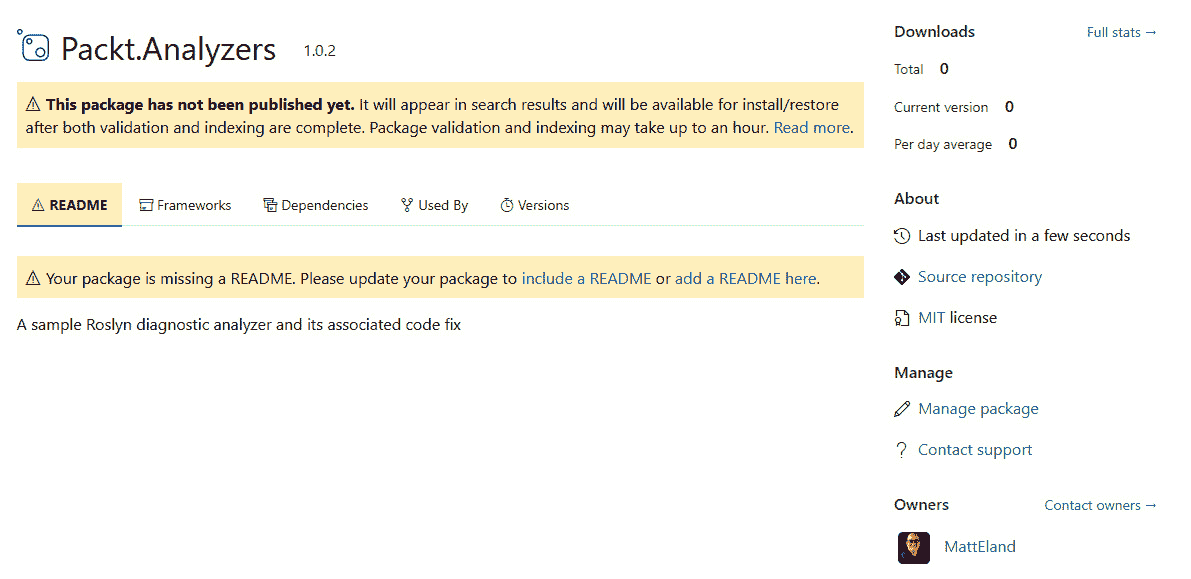 Packt.Analyzers 1.0.2
This package has not been published yet. It will appear in search results and will be available for install/restore
after both validation and indexing are complete. Package validation and indexing may take up to an hour. Read more.
README Frameworks Dependencies Used By Versions
Your package is missing a README. Please update your package to include a README or add a README here.
A sample Roslyn diagnostic analyzer and its associated code fix
Downloads Full stats →
Total 0
Current version 0
Per day average 0
About
Last updated in a few seconds
Source repository
MIT license
Manage
Manage package
? Contact support
Owners Contact owners →
MattEland